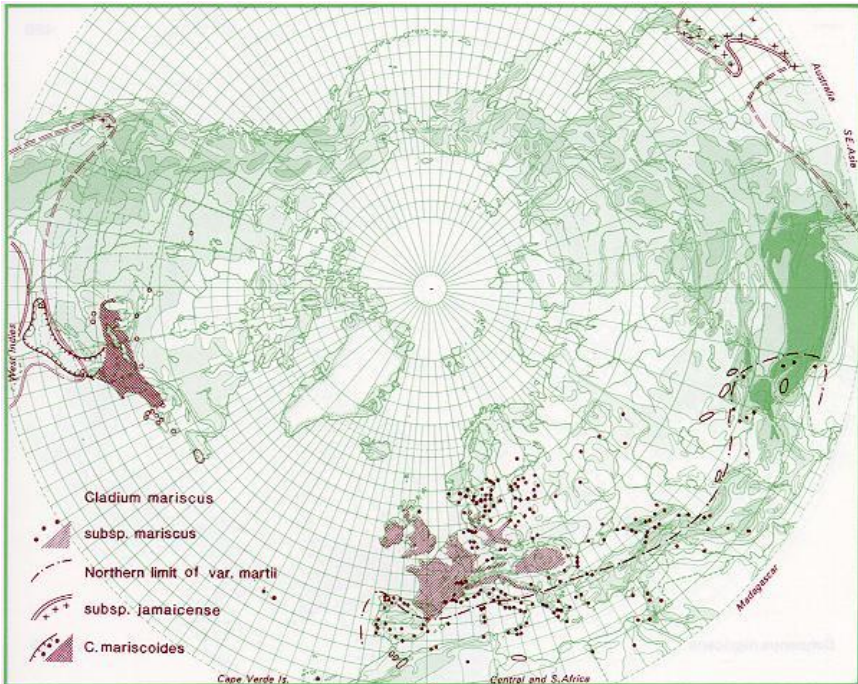 Australia
S.E. Asia
West Indies
Cladium mariscus
subsp. mariscus
Northern limit of var. martii
subsp. jamaicense
C. mariscoides
Madagascar
Cape Verde Is.
Central and S. Africa